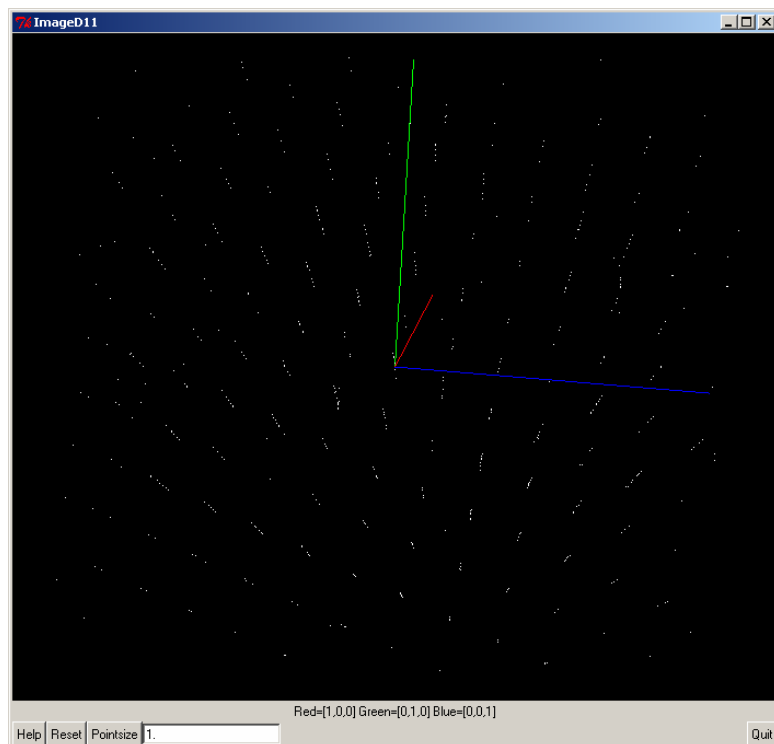 ImageD11
Red=[1,0,0] Green=[0,1,0] Blue=[0,0,1]
Help Reset Pointsize 1. Quit